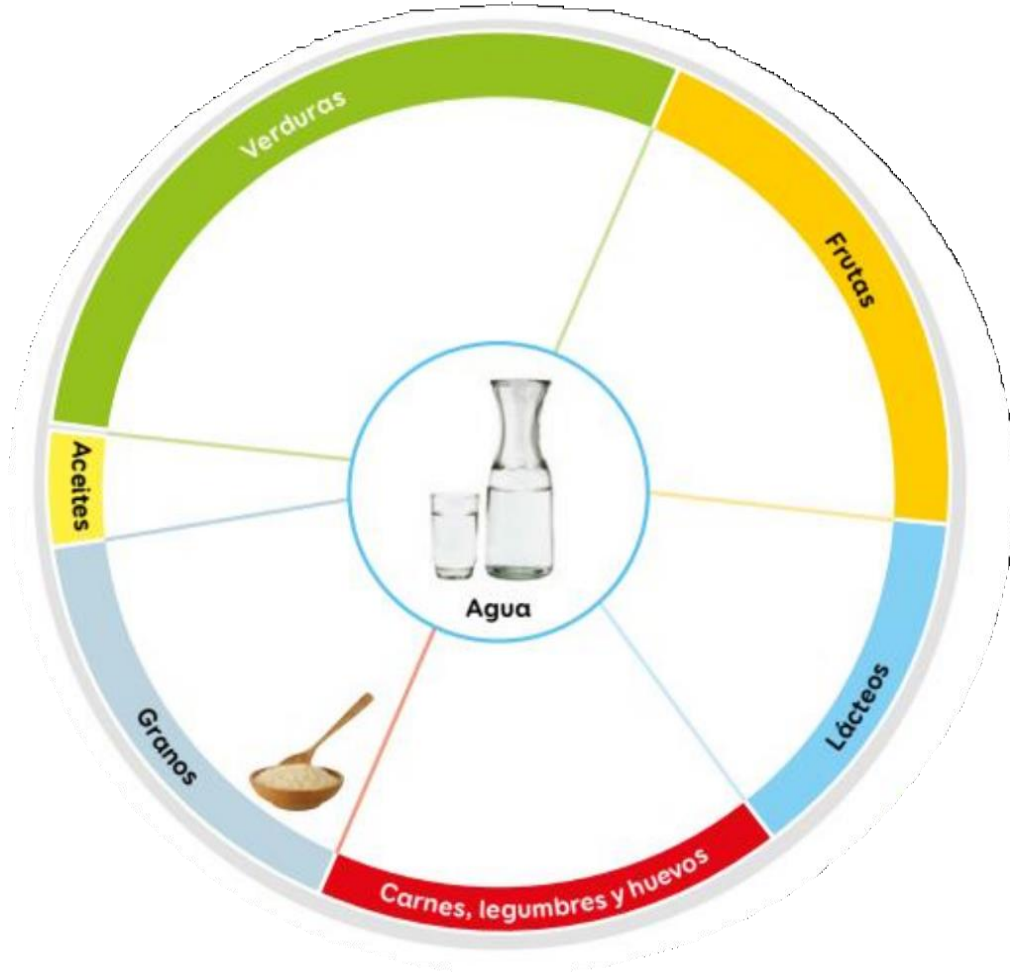 Verduras
Frutas
Aceites
Agua
Lácteos
Granos
Carnes, legumbres y huevos